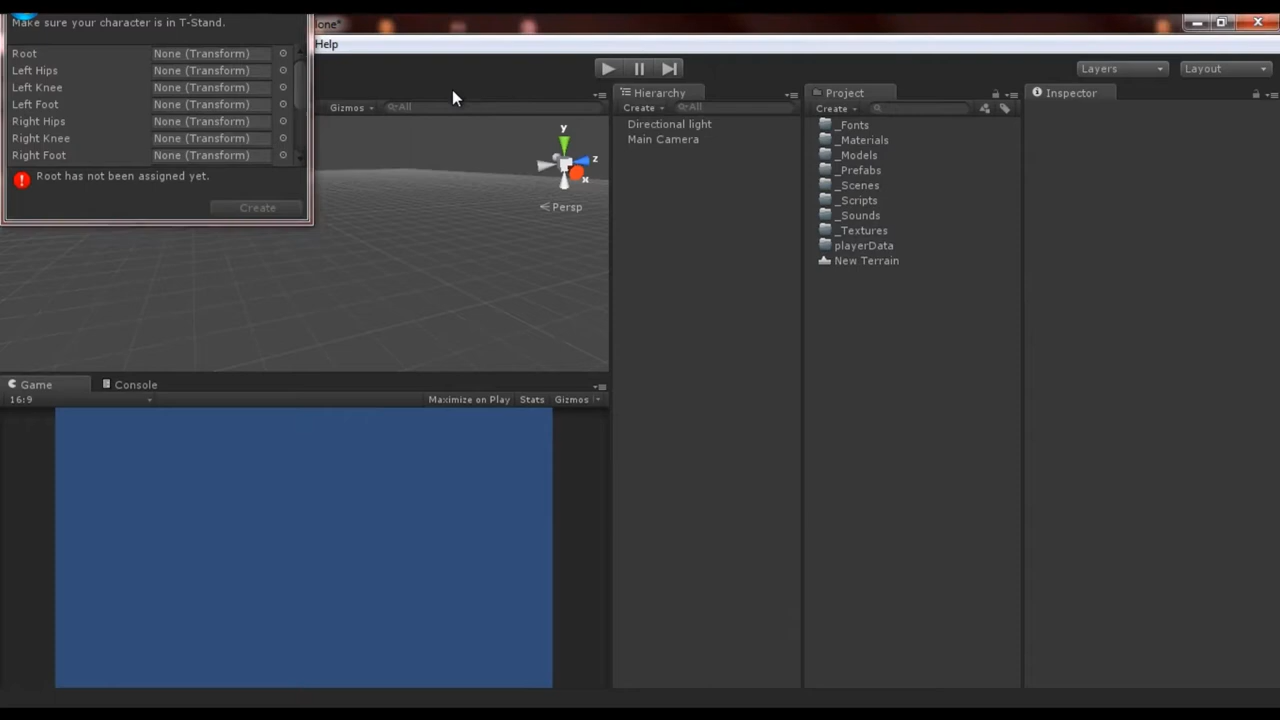 Make sure your character is in T-Stand.
one*
Help
Root None (Transform)
Left Hips None (Transform)
Left Knee None (Transform)
Left Foot None (Transform)
Right Hips None (Transform)
Right Knee None (Transform)
Right Foot None (Transform)
Root has not been assigned yet.
Create
Layers
Layout
Gizmos
All
y
z
x
Persp
Hierarchy
Create
All
Directional light
Main Camera
Project
Create
_Fonts
_Materials
_Models
_Prefabs
_Scenes
_Scripts
_Sounds
_Textures
playerData
New Terrain
Inspector
Game
Console
16:9
Maximize on Play
Stats
Gizmos